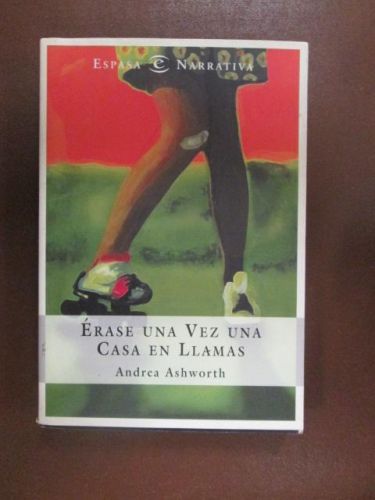 Espasa Narrativa
Érase una Vez una
Casa en Llamas
Andrea Ashworth